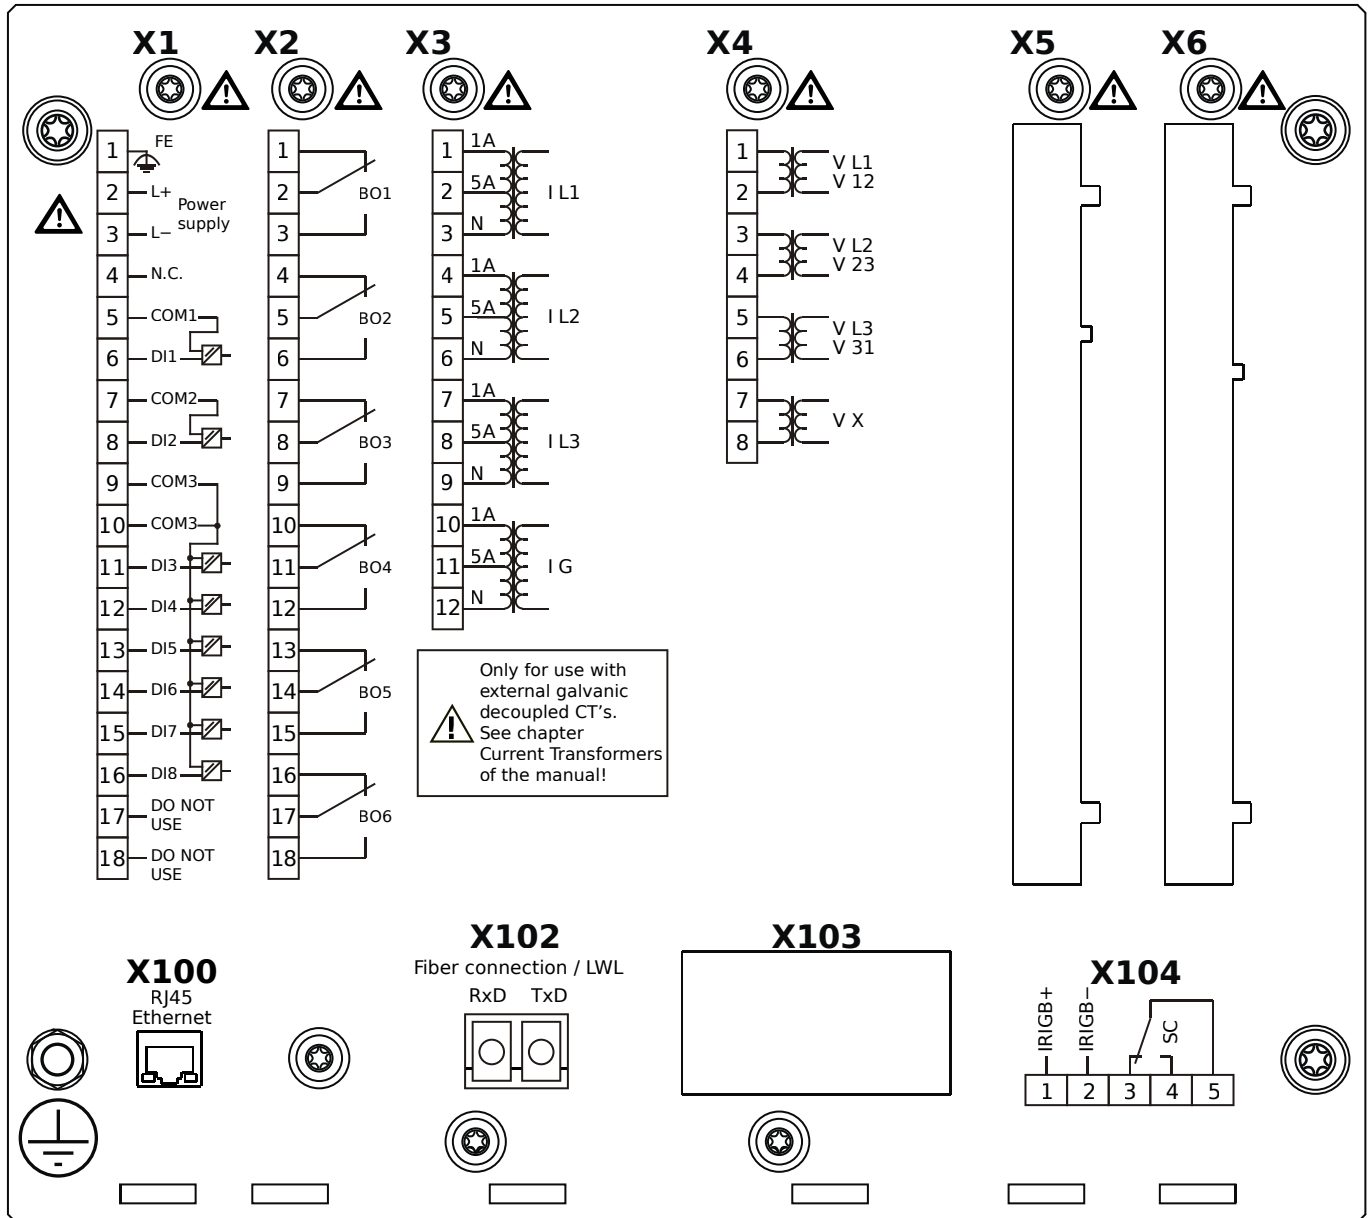 X1
X2
X3
X4
X5
X6
1 FE
2 L+
Power
supply
3 L−
4 N.C.
5 COM1
6 DI1
7 COM2
8 DI2
9 COM3
10 COM3
11 DI3
12 DI4
13 DI5
14 DI6
15 DI7
16 DI8
17 DO NOT
USE
18 DO NOT
USE
1
2 BO1
3
4
5 BO2
6
7
8 BO3
9
10
11 BO4
12
13
14 BO5
15
16
17 BO6
18
1 1A
2 5A I L1
3 N
4 1A
5 5A I L2
6 N
7 1A
8 5A I L3
9 N
10 1A
11 5A I G
12 N
Only for use with
external galvanic
decoupled CT's.
See chapter
Current Transformers
of the manual!
1 V L1
2 V 12
3 V L2
4 V 23
5 V L3
6 V 31
7 V X
8
X100
RJ45
Ethernet
X102
Fiber connection / LWL
RxD TxD
X103
X104
IRIGB+
IRIGB−
SC
1 2 3 4 5